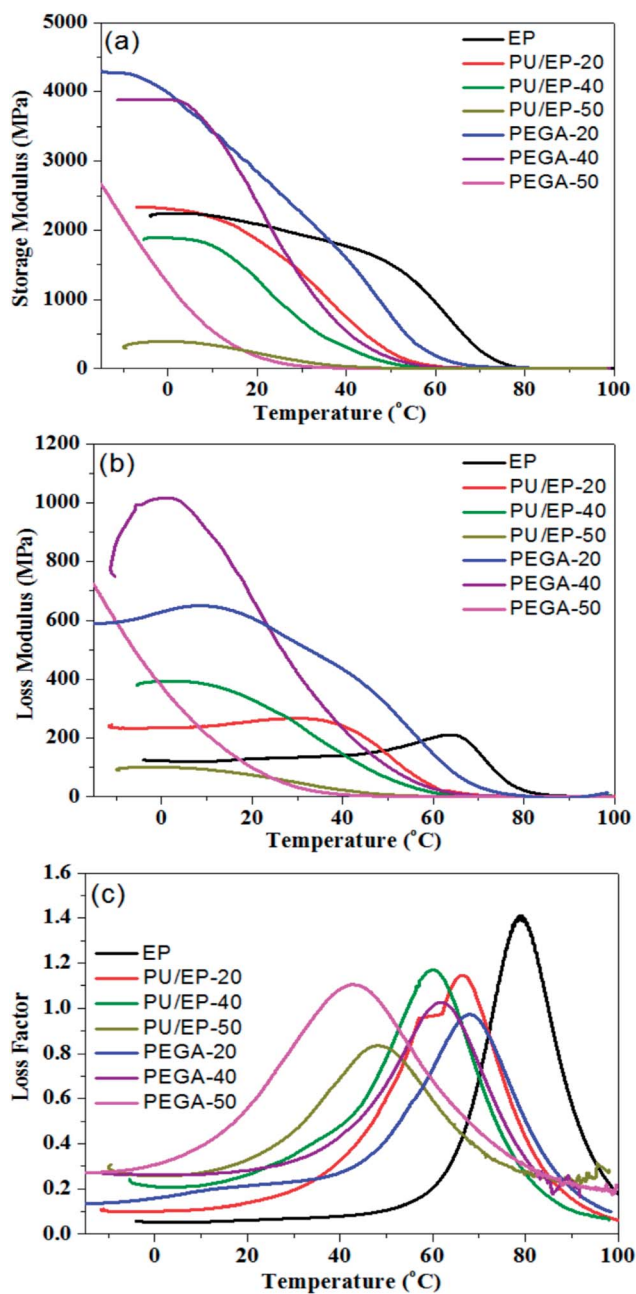 (a)
EP
PU/EP-20
PU/EP-40
PU/EP-50
PEGA-20
PEGA-40
PEGA-50
5000
4000
3000
2000
1000
0
Storage Modulus (MPa)
0 20 40 60 80 100
Temperature (°C)
(b)
EP
PU/EP-20
PU/EP-40
PU/EP-50
PEGA-20
PEGA-40
PEGA-50
1200
1000
800
600
400
200
0
Loss Modulus (MPa)
0 20 40 60 80 100
Temperature (°C)
(c)
EP
PU/EP-20
PU/EP-40
PU/EP-50
PEGA-20
PEGA-40
PEGA-50
1.6
1.4
1.2
1.0
0.8
0.6
0.4
0.2
0.0
Loss Factor
0 20 40 60 80 100
Temperature (°C)